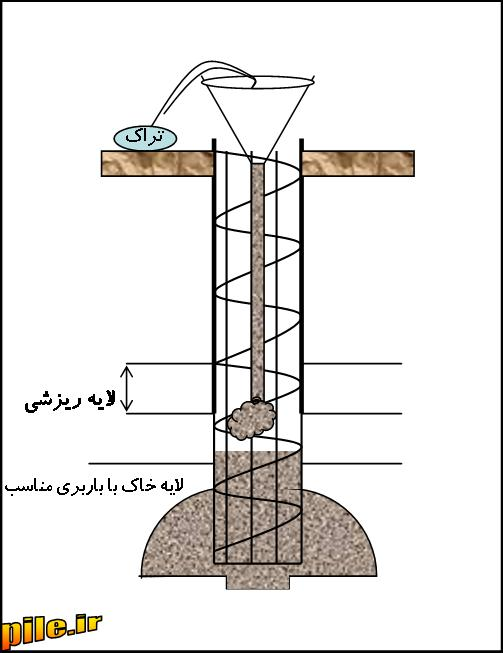 تراک
لایه ریزشی
لایه خاک با باربری مناسب
pile.ir